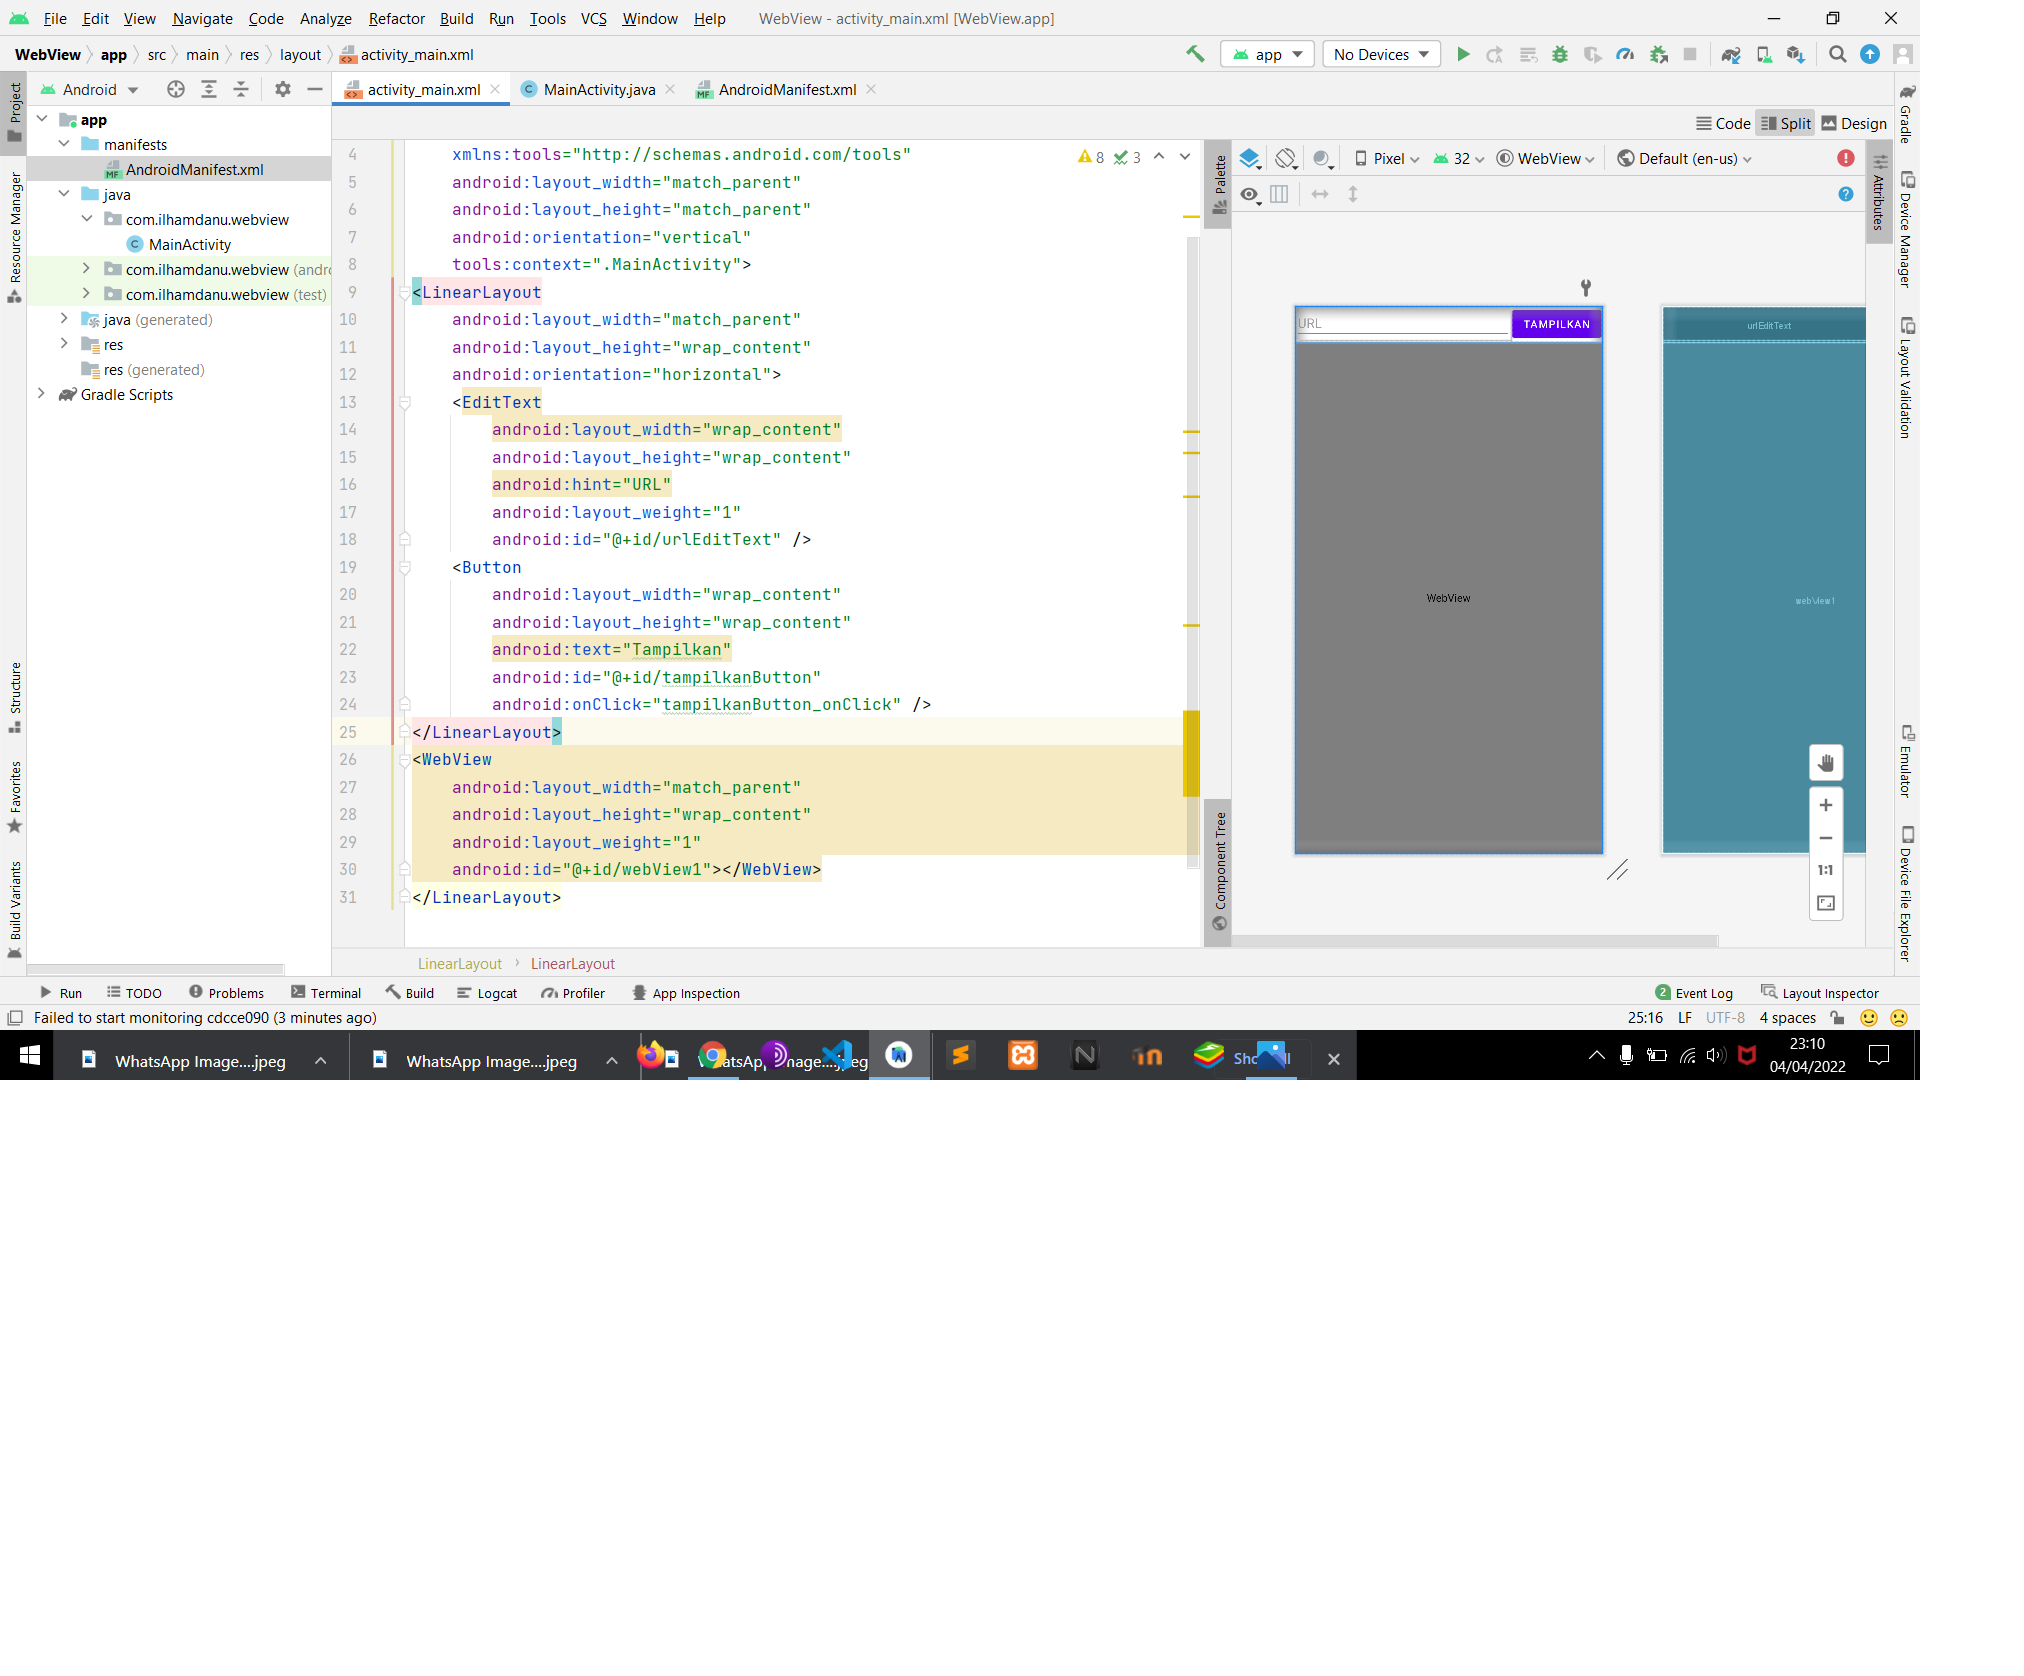 File Edit View Navigate Code Analyze Refactor Build Run Tools VCS Window Help WebView - activity_main.xml [WebView.app]
WebView app src main res layout activity_main.xml app No Devices
Project
Android
activity_main.xml MainActivity.java AndroidManifest.xml
Gradle
app
manifests
AndroidManifest.xml
java
com.ilhamdanu.webview
MainActivity
com.ilhamdanu.webview (andro
com.ilhamdanu.webview (test)
java (generated)
res
res (generated)
Gradle Scripts
Resource Manager
Structure
Favorites
Build Variants
Code Split Design
8 3
4 xmlns:tools="http://schemas.android.com/tools"
5 android:layout_width="match_parent"
6 android:layout_height="match_parent"
7 android:orientation="vertical"
8 tools:context=".MainActivity">
9 <LinearLayout
10 android:layout_width="match_parent"
11 android:layout_height="wrap_content"
12 android:orientation="horizontal">
13 <EditText
14 android:layout_width="wrap_content"
15 android:layout_height="wrap_content"
16 android:hint="URL"
17 android:layout_weight="1"
18 android:id="@+id/urlEditText" />
19 <Button
20 android:layout_width="wrap_content"
21 android:layout_height="wrap_content"
22 android:text="Tampilkan"
23 android:id="@+id/tampilkanButton"
24 android:onClick="tampilkanButton_onClick" />
25 </LinearLayout>
26 <WebView
27 android:layout_width="match_parent"
28 android:layout_height="wrap_content"
29 android:layout_weight="1"
30 android:id="@+id/webView1"></WebView>
31 </LinearLayout>
LinearLayout LinearLayout
Palette
Component Tree
Pixel 32 WebView Default (en-us)
URL TAMPILKAN
WebView
urlEditText
webView1
1:1
Attributes
Device Manager
Layout Validation
Emulator
Device File Explorer
Run TODO Problems Terminal Build Logcat Profiler App Inspection 2 Event Log Layout Inspector
Failed to start monitoring cdcce090 (3 minutes ago) 25:16 LF UTF-8 4 spaces
WhatsApp Image....jpeg WhatsApp Image....jpeg
23:10
04/04/2022